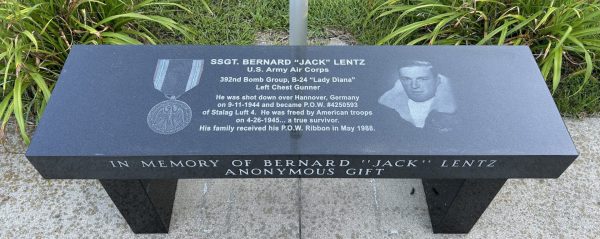 SSGT. BERNARD "JACK" LENTZ
U.S. Army Air Corps
392nd Bomb Group, B-24 "Lady Diana"
Left Chest Gunner
He was shot down over Hannover, Germany
on 9-11-1944 and became P.O.W. #4250593
of Stalag Luft 4. He was freed by American troops
on 4-26-1945... a true survivor.
His family received his P.O.W. Ribbon in May 1988.
IN MEMORY OF BERNARD "JACK" LENTZ
ANONYMOUS GIFT